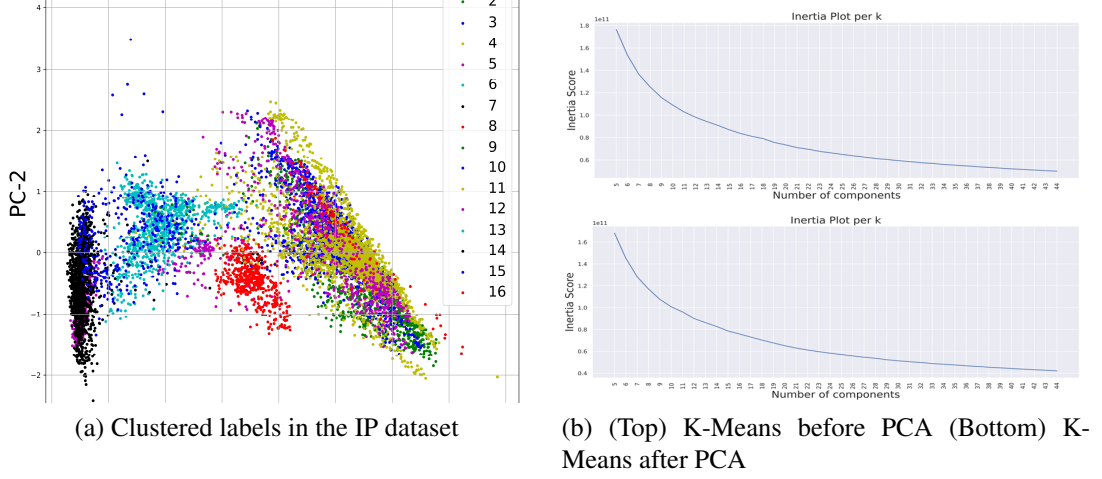 2
3
4
5
6
7
8
9
10
11
12
13
14
15
16
4
3
2
1
0
−1
−2
PC-2
(a) Clustered labels in the IP dataset
Inertia Plot per k
1e11
1.8
1.6
1.4
1.2
1.0
0.8
0.6
Inertia Score
5 6 7 8 9 10 11 12 13 14 15 16 17 18 19 20 21 22 23 24 25 26 27 28 29 30 31 32 33 34 35 36 37 38 39 40 41 42 43 44
Number of components
Inertia Plot per k
1e11
1.6
1.4
1.2
1.0
0.8
0.6
0.4
Inertia Score
5 6 7 8 9 10 11 12 13 14 15 16 17 18 19 20 21 22 23 24 25 26 27 28 29 30 31 32 33 34 35 36 37 38 39 40 41 42 43 44
Number of components
(b) (Top) K-Means before PCA (Bottom) K-
Means after PCA